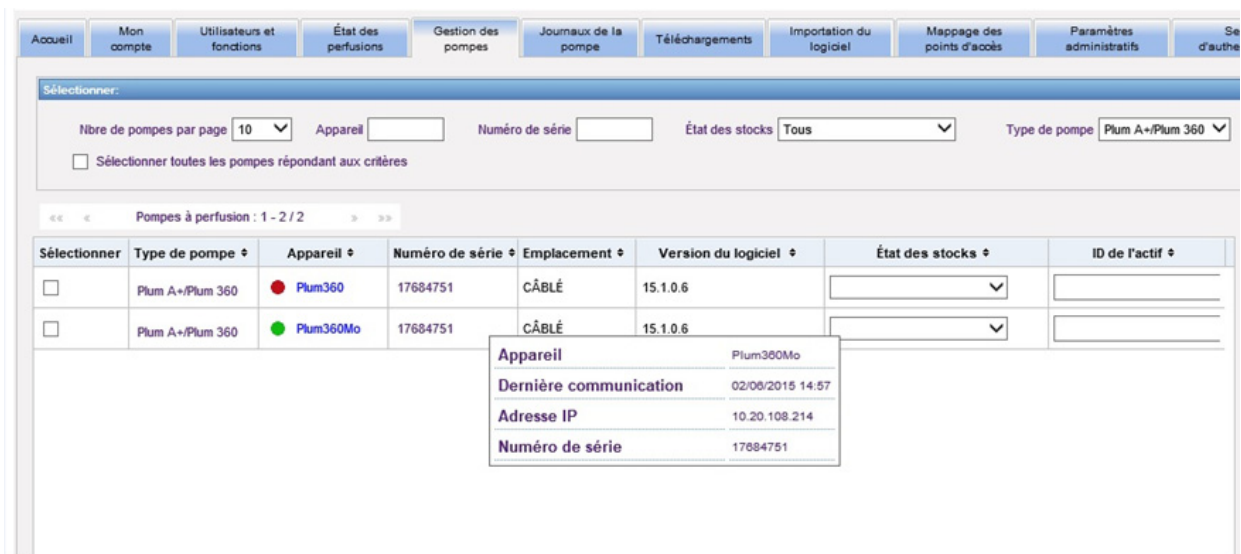 Accueil
Mon compte
Utilisateurs et fonctions
État des perfusions
Gestion des pompes
Journaux de la pompe
Téléchargements
Importation du logiciel
Mappage des points d'accès
Paramètres administratifs
Se
d'authe
Sélectionner:
Nbre de pompes par page 10 Appareil Numéro de série État des stocks Tous Type de pompe Plum A+/Plum 360
Sélectionner toutes les pompes répondant aux critères
<< < Pompes à perfusion : 1 - 2 / 2 > >>
Sélectionner Type de pompe Appareil Numéro de série Emplacement Version du logiciel État des stocks ID de l'actif
Plum A+/Plum 360 Plum360 17684751 CÂBLÉ 15.1.0.6
Plum A+/Plum 360 Plum360Mo 17684751 CÂBLÉ 15.1.0.6
Appareil Plum360Mo
Dernière communication 02/06/2015 14:57
Adresse IP 10.20.108.214
Numéro de série 17684751